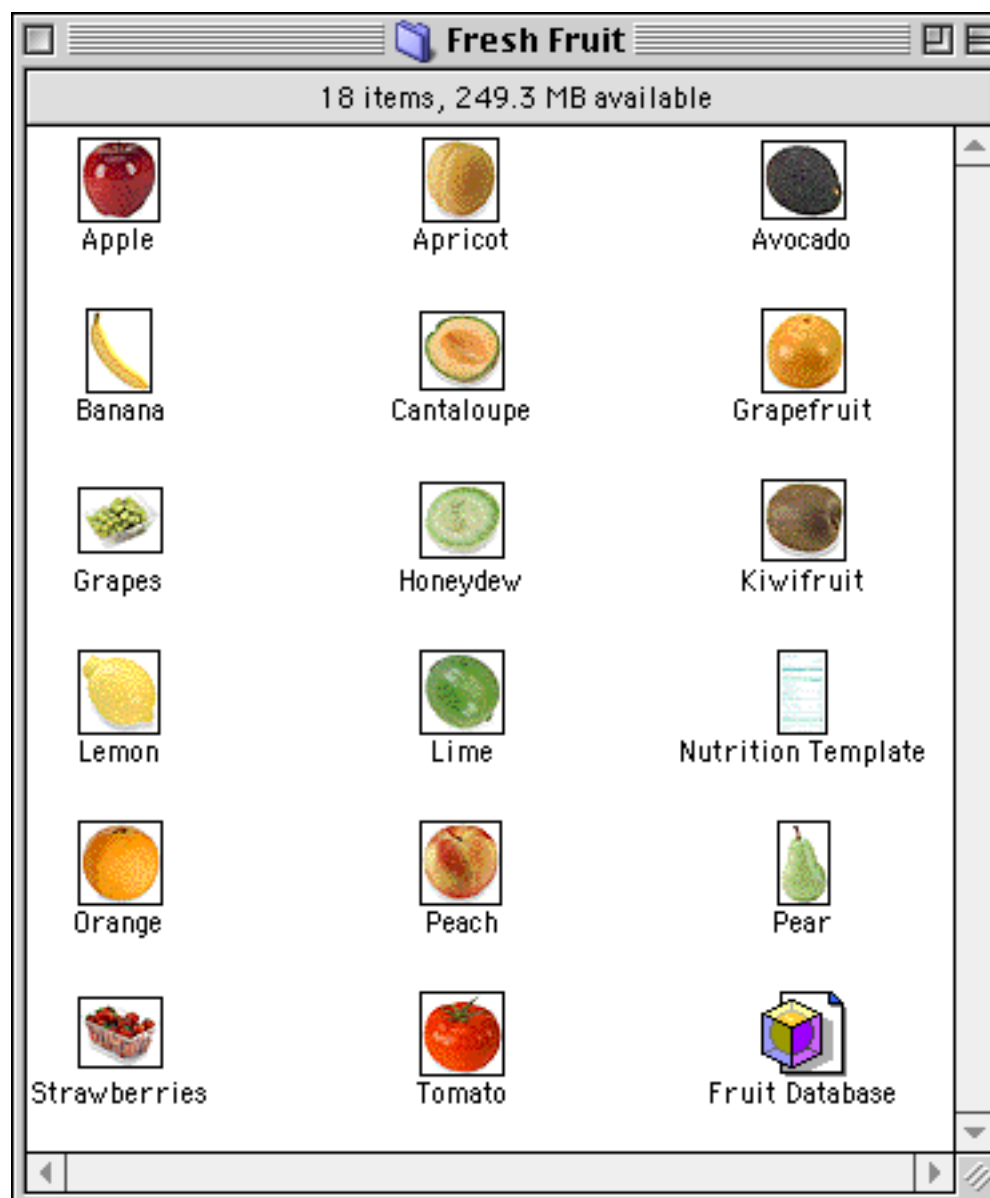 Fresh Fruit
18 items, 249.3 MB available
Apple
Apricot
Avocado
Banana
Cantaloupe
Grapefruit
Grapes
Honeydew
Kiwifruit
Lemon
Lime
Nutrition Template
Orange
Peach
Pear
Strawberries
Tomato
Fruit Database